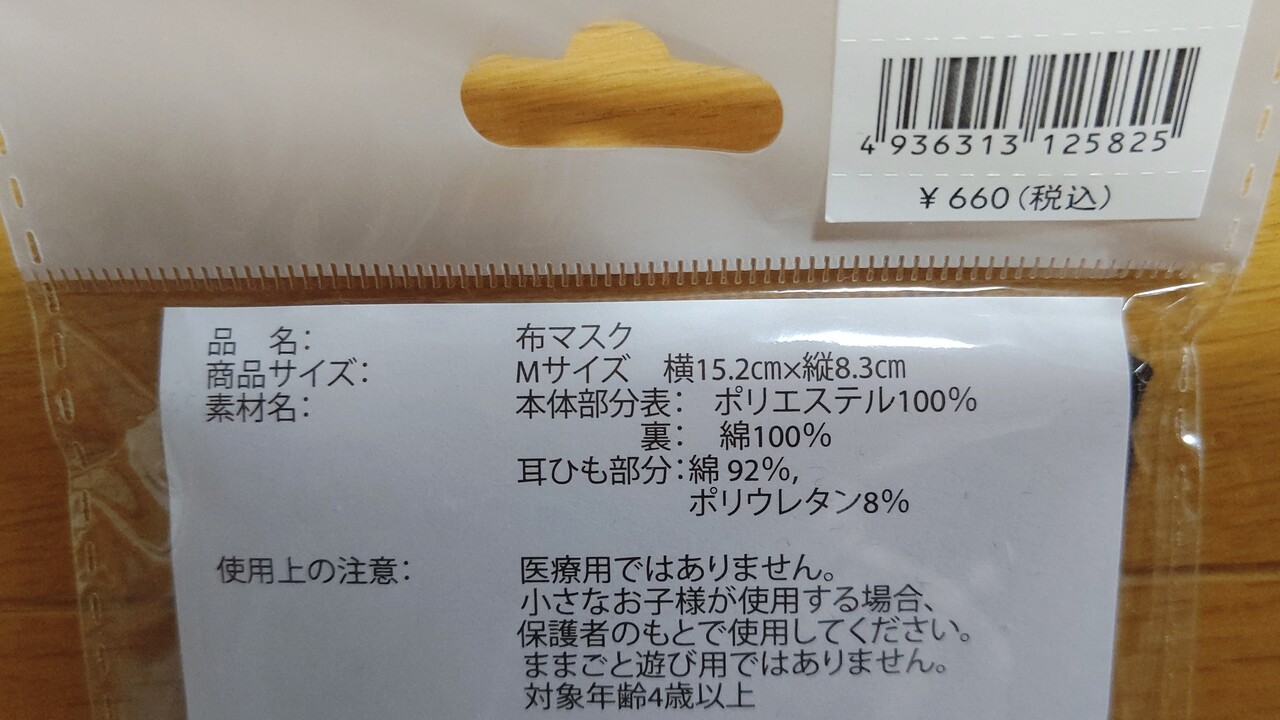 4 936313 125825
¥660(税込)
品 名: 布マスク
商品サイズ: Mサイズ 横15.2㎝×縦8.3㎝
素材名: 本体部分表: ポリエステル100%
裏: 綿100%
耳ひも部分:綿 92%,
ポリウレタン8%
使用上の注意: 医療用ではありません。
小さなお子様が使用する場合、
保護者のもとで使用してください。
ままごと遊び用ではありません。
対象年齢4歳以上